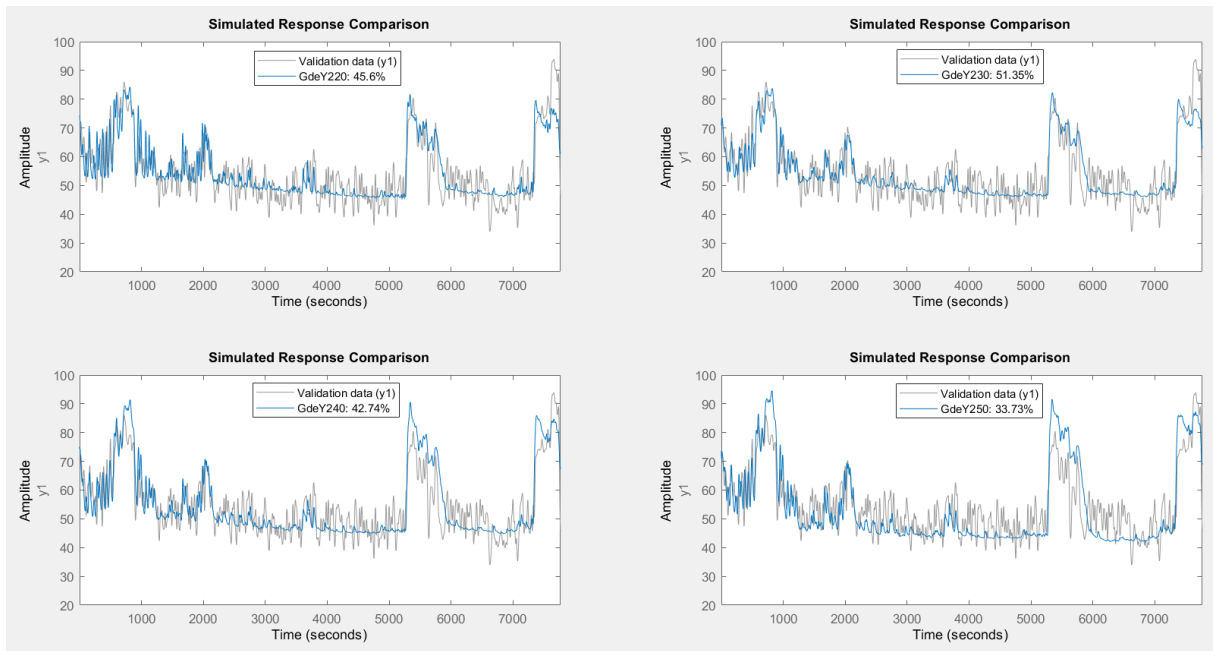 Simulated Response Comparison
100
90
80
70
60
50
40
30
20
Amplitude
y1
Validation data (y1)
GdeY220: 45.6%
1000 2000 3000 4000 5000 6000 7000
Time (seconds)
Simulated Response Comparison
100
90
80
70
60
50
40
30
20
Amplitude
y1
Validation data (y1)
GdeY230: 51.35%
1000 2000 3000 4000 5000 6000 7000
Time (seconds)
Simulated Response Comparison
100
90
80
70
60
50
40
30
20
Amplitude
y1
Validation data (y1)
GdeY240: 42.74%
1000 2000 3000 4000 5000 6000 7000
Time (seconds)
Simulated Response Comparison
100
90
80
70
60
50
40
30
20
Amplitude
y1
Validation data (y1)
GdeY250: 33.73%
1000 2000 3000 4000 5000 6000 7000
Time (seconds)